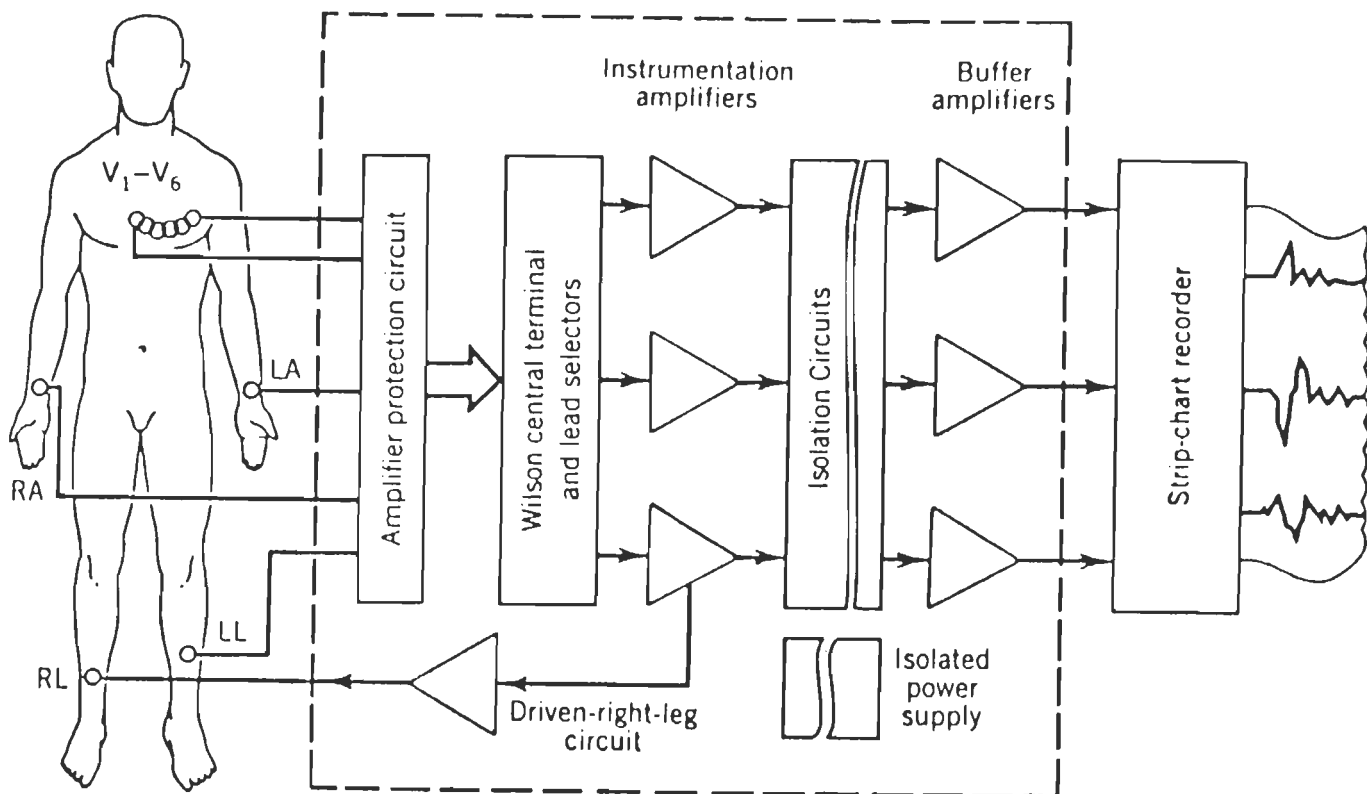 Instrumentation
amplifiers
Buffer
amplifiers
V₁–V₆
LA
RA
LL
RL
Amplifier protection circuit
Wilson central terminal
and lead selectors
Isolation Circuits
Strip-chart recorder
Driven-right-leg
circuit
Isolated
power
supply